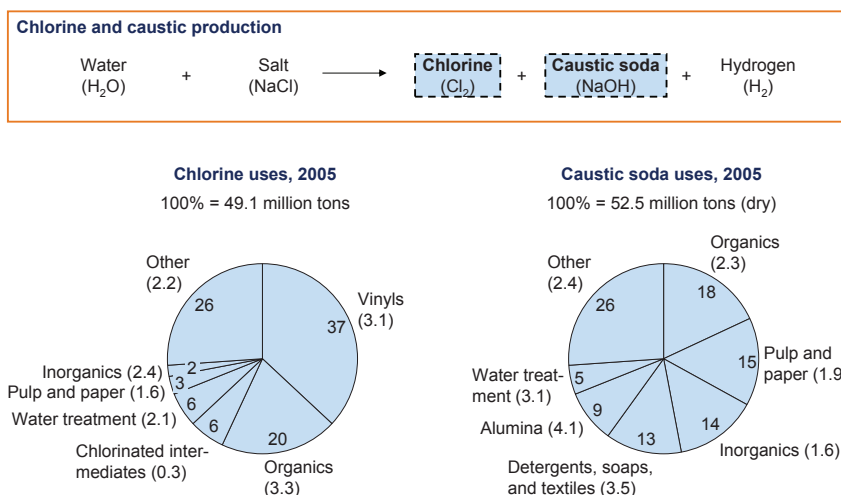 Chlorine and caustic production
Water + Salt → Chlorine + Caustic soda + Hydrogen
(H₂O) (NaCl) (Cl₂) (NaOH) (H₂)
Chlorine uses, 2005
100% = 49.1 million tons
Other
(2.2)
26
Vinyls
(3.1)
37
Inorganics (2.4)
2
Pulp and paper (1.6)
3
Water treatment (2.1)
6
Chlorinated inter-
mediates (0.3)
6
20
Organics
(3.3)
Caustic soda uses, 2005
100% = 52.5 million tons (dry)
Other
(2.4)
26
Organics
(2.3)
18
15
Pulp and
paper (1.9
Water treat-
ment (3.1)
5
Alumina (4.1)
9
14
Inorganics (1.6)
13
Detergents, soaps,
and textiles (3.5)